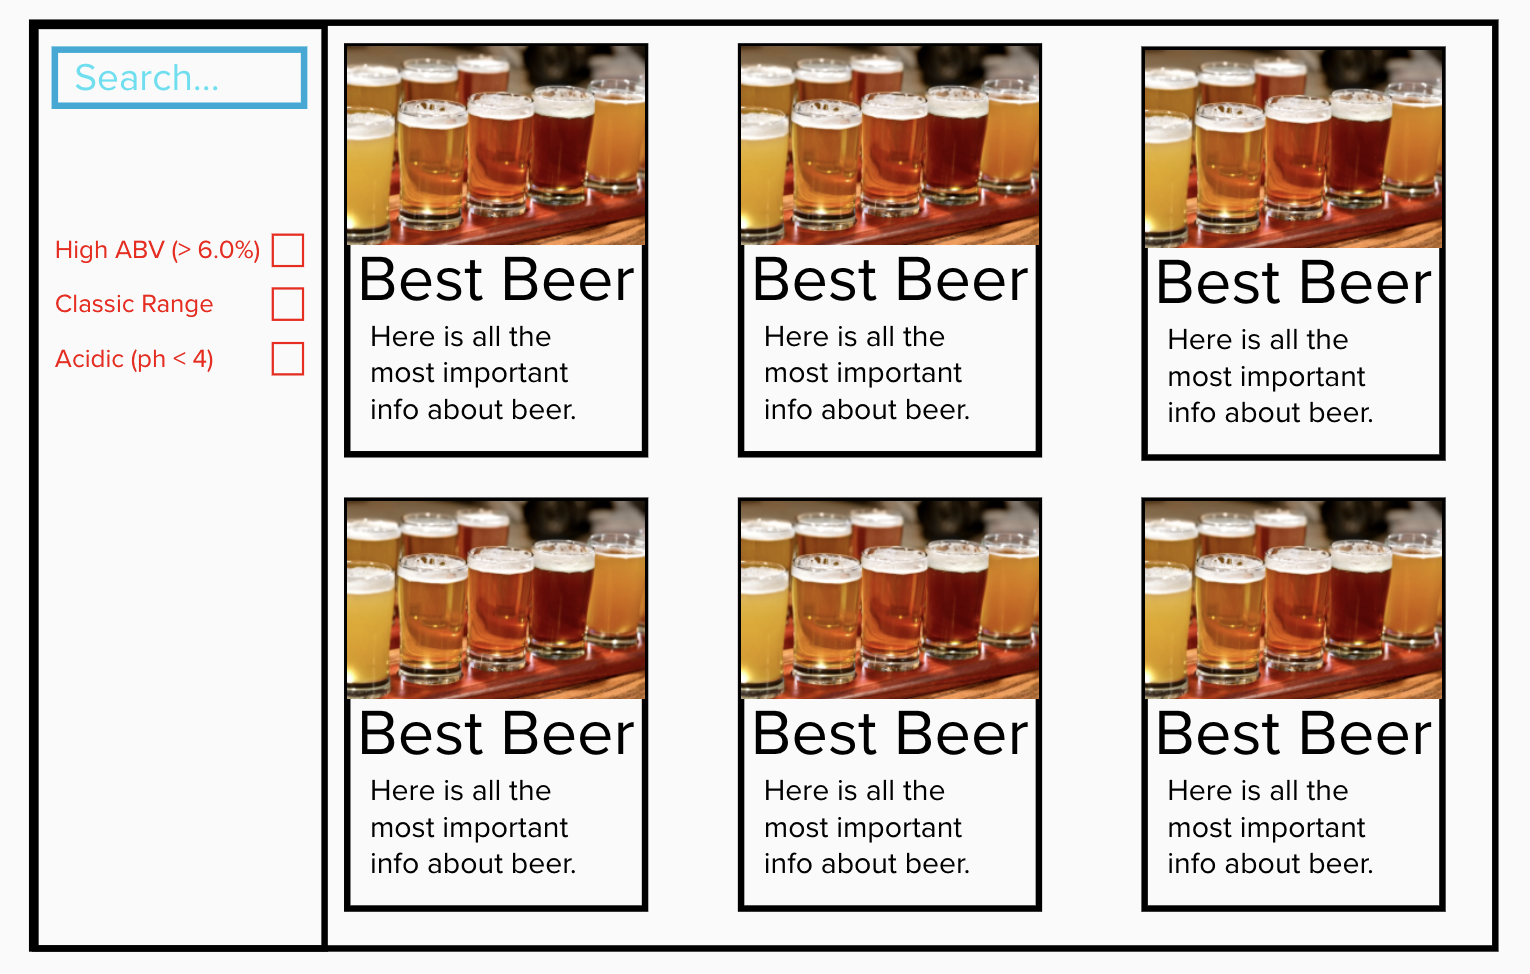 Search...
High ABV (> 6.0%)
Classic Range
Acidic (ph < 4)
Best Beer
Here is all the
most important
info about beer.
Best Beer
Here is all the
most important
info about beer.
Best Beer
Here is all the
most important
info about beer.
Best Beer
Here is all the
most important
info about beer.
Best Beer
Here is all the
most important
info about beer.
Best Beer
Here is all the
most important
info about beer.